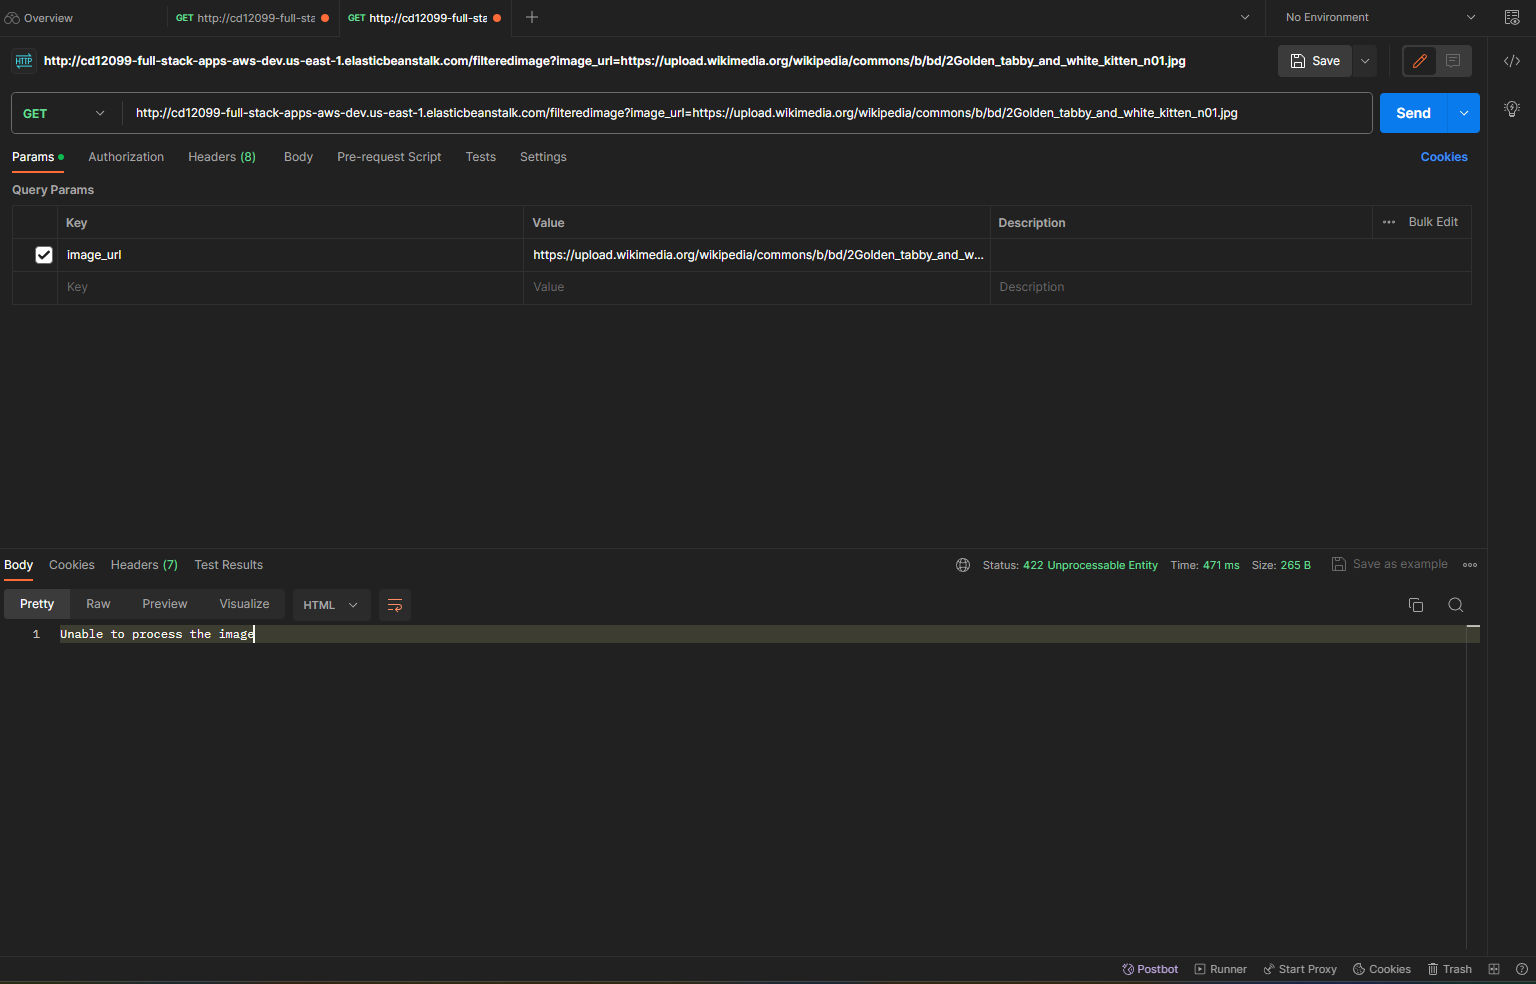 Overview
GET http://cd12099-full-sta
GET http://cd12099-full-sta
No Environment
HTTP http://cd12099-full-stack-apps-aws-dev.us-east-1.elasticbeanstalk.com/filteredimage?image_url=https://upload.wikimedia.org/wikipedia/commons/b/bd/2Golden_tabby_and_white_kitten_n01.jpg
Save
GET http://cd12099-full-stack-apps-aws-dev.us-east-1.elasticbeanstalk.com/filteredimage?image_url=https://upload.wikimedia.org/wikipedia/commons/b/bd/2Golden_tabby_and_white_kitten_n01.jpg
Send
Params Authorization Headers (8) Body Pre-request Script Tests Settings Cookies
Query Params
Key Value Description ••• Bulk Edit
image_url https://upload.wikimedia.org/wikipedia/commons/b/bd/2Golden_tabby_and_w... 
Key Value Description
Body Cookies Headers (7) Test Results Status: 422 Unprocessable Entity Time: 471 ms Size: 265 B Save as example
Pretty Raw Preview Visualize HTML
1 Unable to process the image
Postbot Runner Start Proxy Cookies Trash